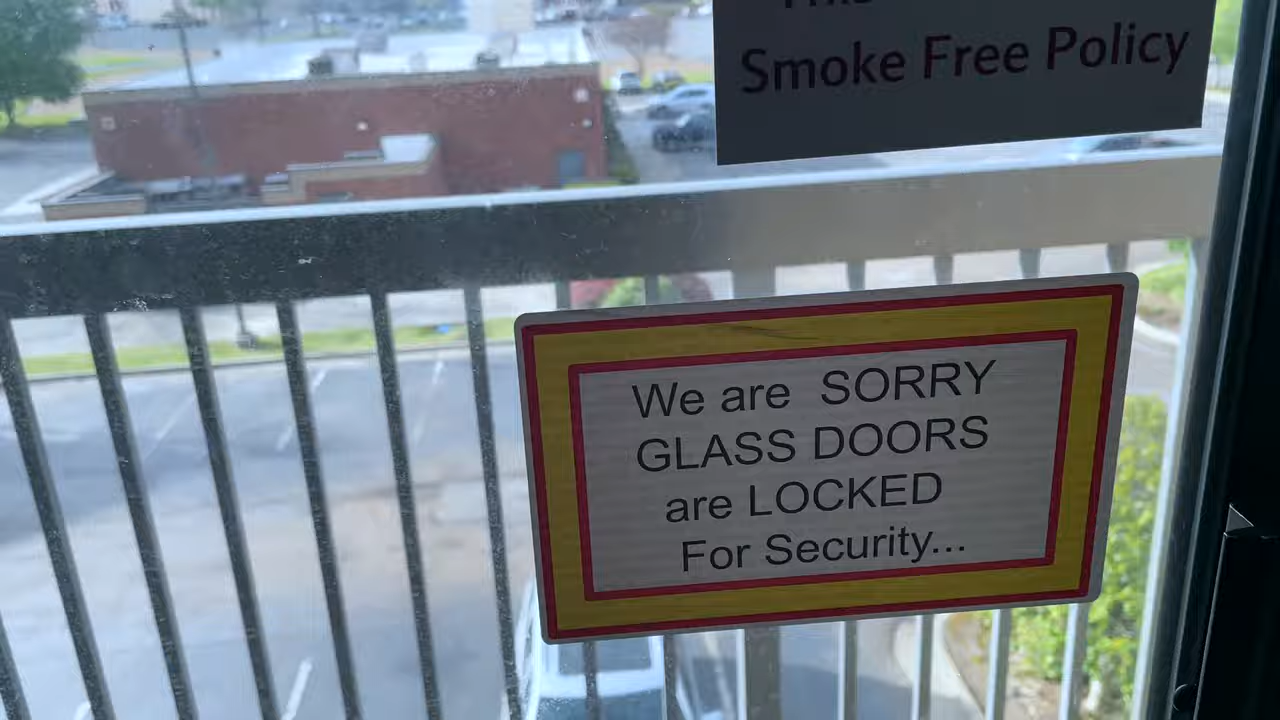 Smoke Free Policy
We are SORRY
GLASS DOORS
are LOCKED
For Security...